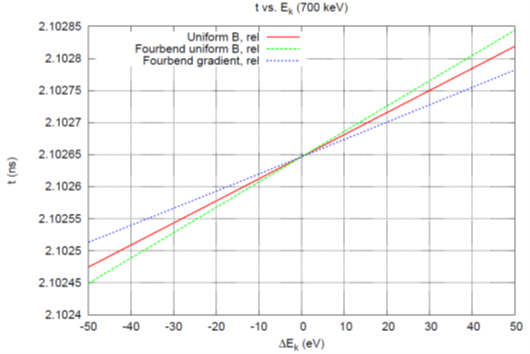 t vs. Ek (700 keV)
Uniform B, rel
Fourbend uniform B, rel
Fourbend gradient, rel
2.10285
2.1028
2.10275
2.1027
2.10265
2.1026
2.10255
2.1025
2.10245
2.1024
t (ns)
-50 -40 -30 -20 -10 0 10 20 30 40 50
ΔEk (eV)